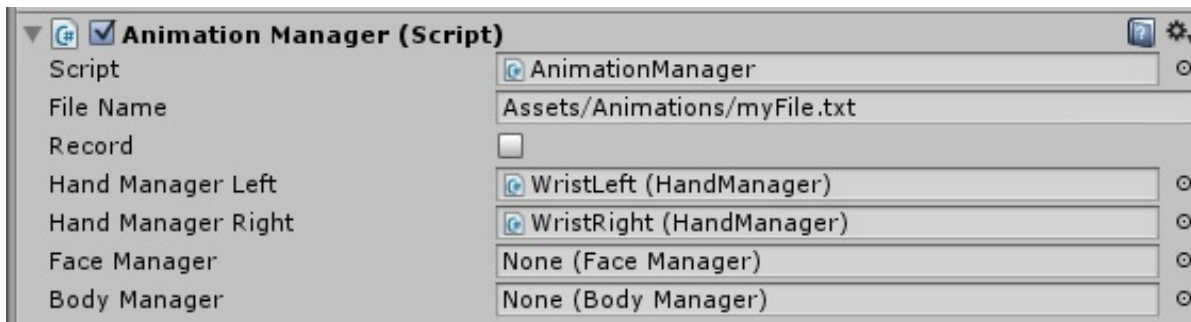 Animation Manager (Script)
Script AnimationManager
File Name Assets/Animations/myFile.txt
Record
Hand Manager Left WristLeft (HandManager)
Hand Manager Right WristRight (HandManager)
Face Manager None (Face Manager)
Body Manager None (Body Manager)